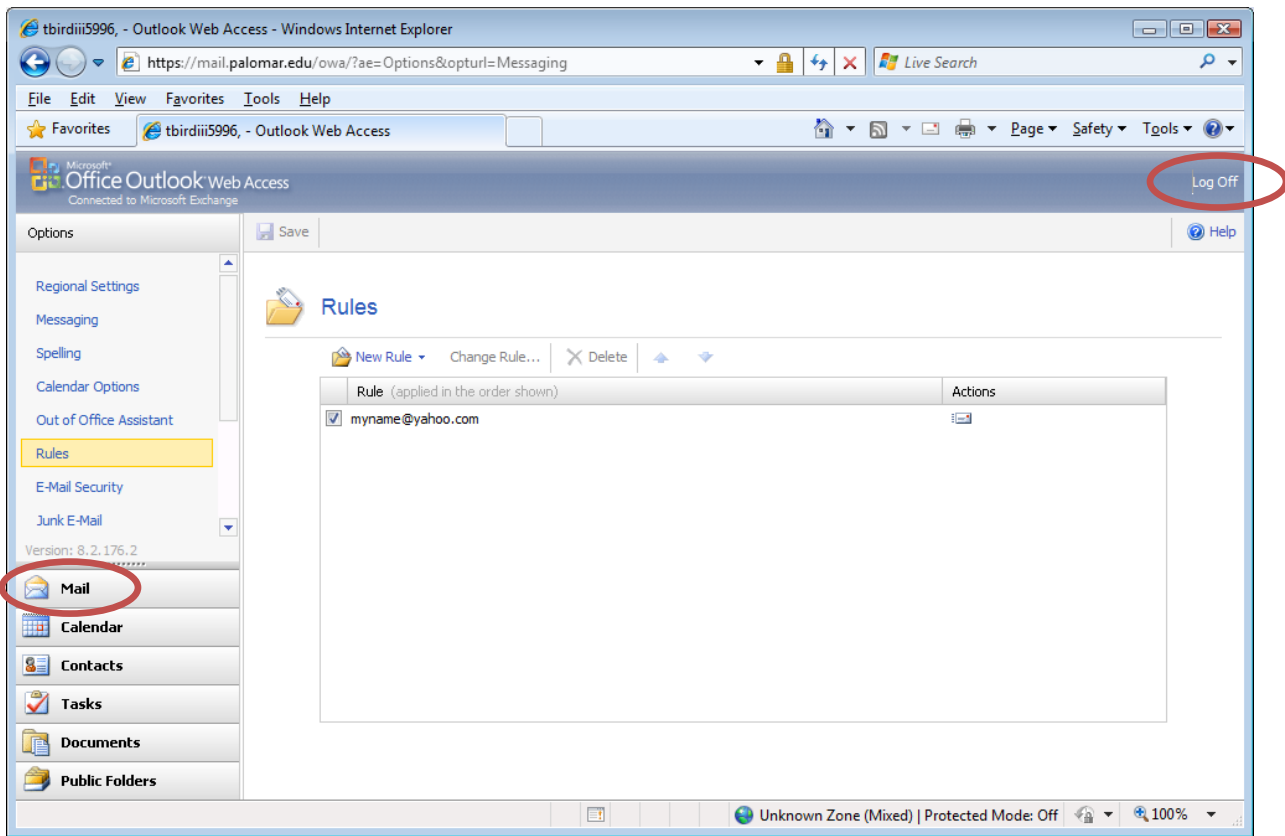 tbirdiii5996, - Outlook Web Access - Windows Internet Explorer
https://mail.palomar.edu/owa/?ae=Options&opturl=Messaging
Live Search
File Edit View Favorites Tools Help
Favorites tbirdiii5996, - Outlook Web Access Page Safety Tools
Microsoft
Office Outlook Web Access
Connected to Microsoft Exchange
Log Off
Options Save Help
Regional Settings
Messaging
Spelling
Calendar Options
Out of Office Assistant
Rules
E-Mail Security
Junk E-Mail
Version: 8.2.176.2
Mail
Calendar
Contacts
Tasks
Documents
Public Folders
Rules
New Rule Change Rule... Delete
Rule (applied in the order shown) Actions
myname@yahoo.com
Unknown Zone (Mixed) | Protected Mode: Off 100%